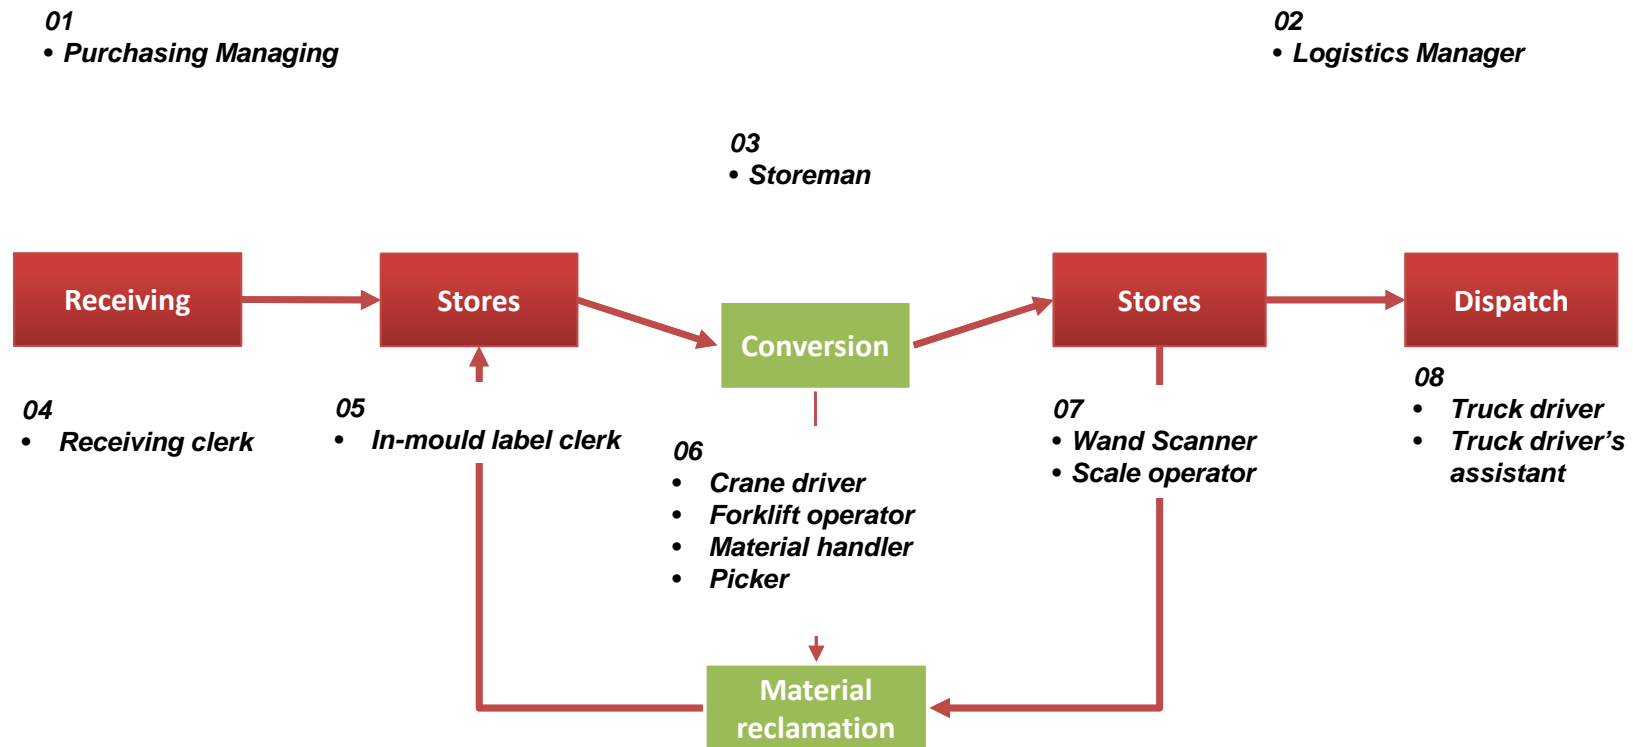 01
• Purchasing Managing
02
• Logistics Manager
03
• Storeman
Receiving
Stores
Conversion
Stores
Dispatch
04
• Receiving clerk
05
• In-mould label clerk
06
• Crane driver
• Forklift operator
• Material handler
• Picker
07
• Wand Scanner
• Scale operator
08
• Truck driver
• Truck driver’s
assistant
Material
reclamation